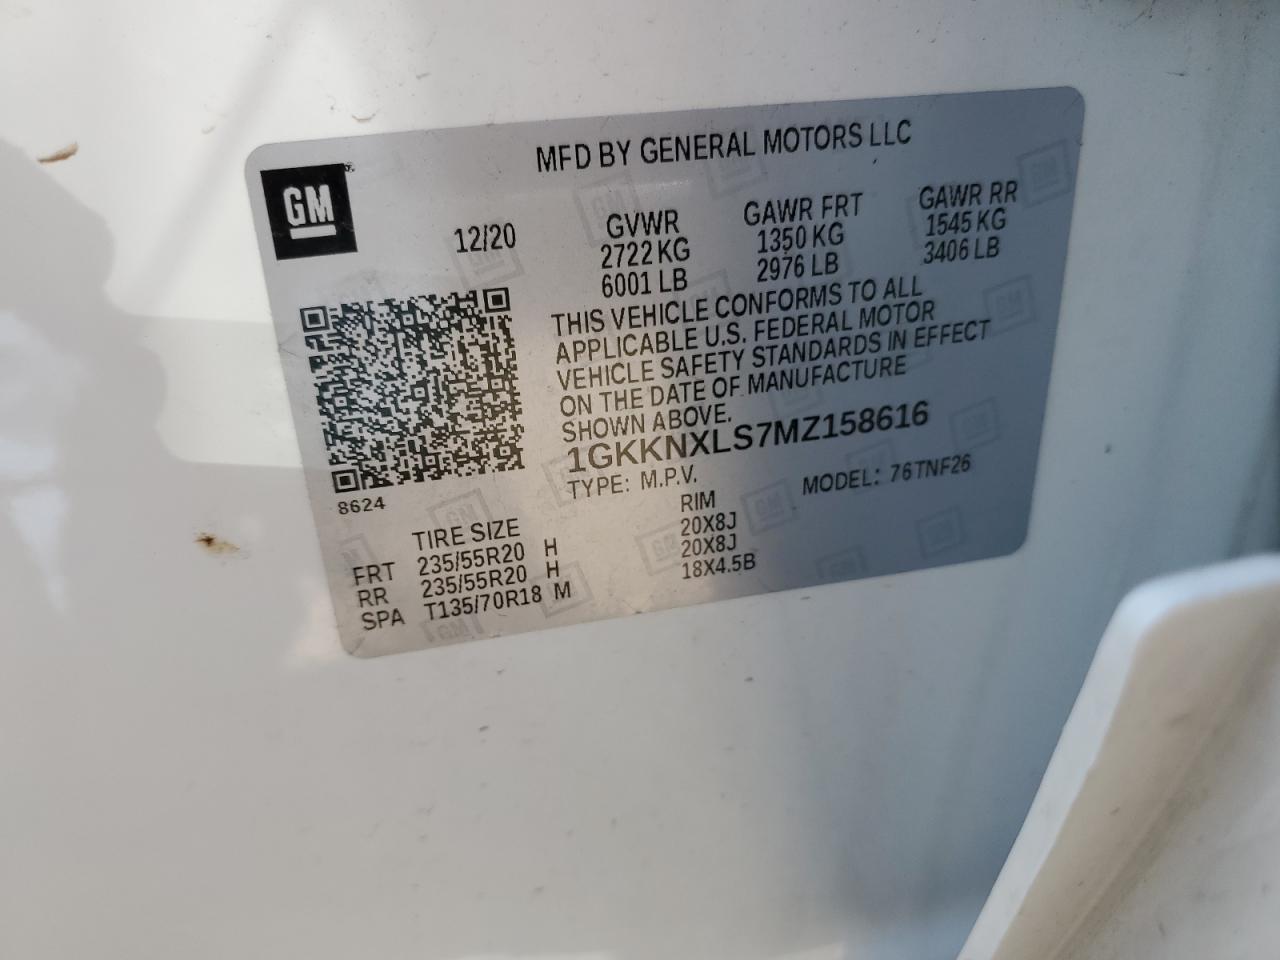 MFD BY GENERAL MOTORS LLC
GM
12/20
GVWR
2722 KG
6001 LB
GAWR FRT
1350 KG
2976 LB
GAWR RR
1545 KG
3406 LB
THIS VEHICLE CONFORMS TO ALL
APPLICABLE U.S. FEDERAL MOTOR
VEHICLE SAFETY STANDARDS IN EFFECT
ON THE DATE OF MANUFACTURE
SHOWN ABOVE.
1GKKNXLS7MZ158616
TYPE: M.P.V. MODEL: 76TNF26
8624
TIRE SIZE RIM
FRT 235/55R20 H 20X8J
RR 235/55R20 H 20X8J
SPA T135/70R18 M 18X4.5B